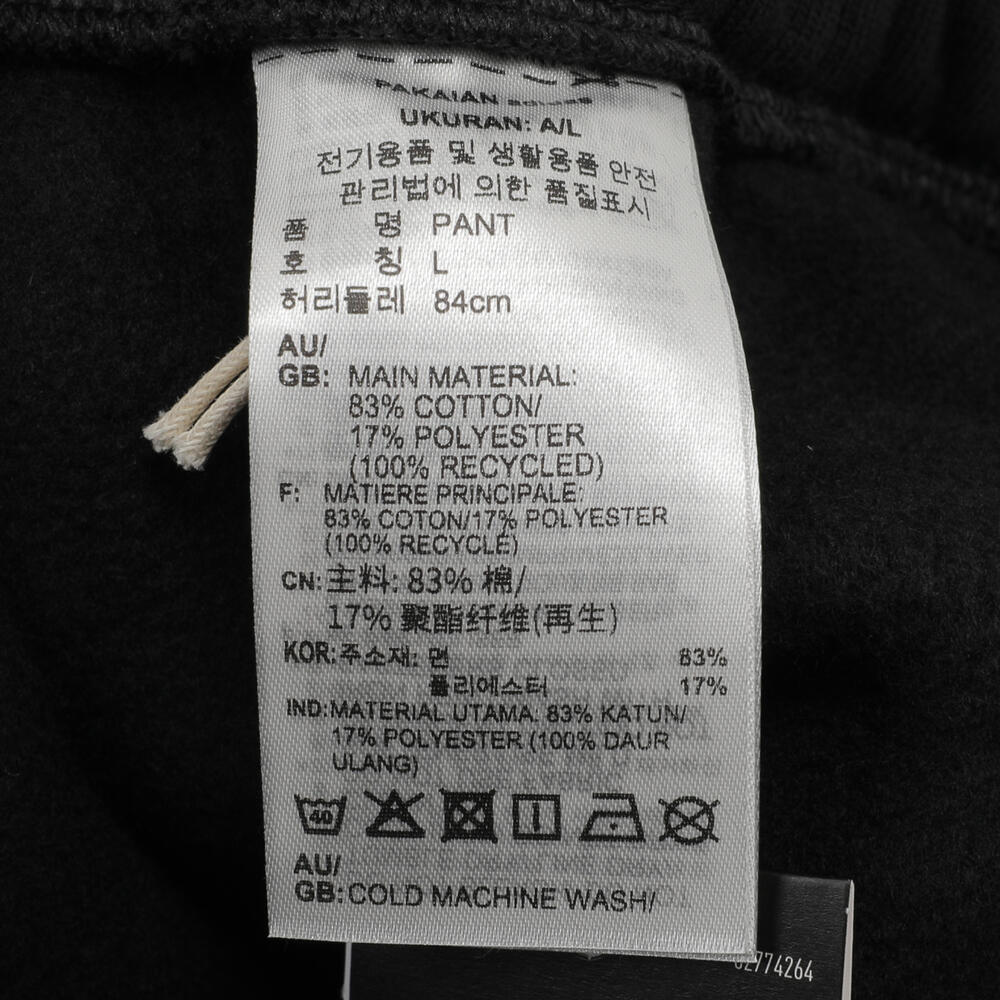 PAKAIAN adidas
UKURAN: A/L
전기용품 및 생활용품 안전
관리법에 의한 품질표시
품 명 PANT
호 칭 L
허리둘레 84cm
AU/
GB: MAIN MATERIAL:
83% COTTON/
17% POLYESTER
(100% RECYCLED)
F: MATIERE PRINCIPALE:
83% COTON/17% POLYESTER
(100% RECYCLE)
CN: 主料: 83% 棉/
17% 聚酯纤维(再生)
KOR: 주소재: 면 83%
폴리에스터 17%
IND: MATERIAL UTAMA: 83% KATUN/
17% POLYESTER (100% DAUR
ULANG)
40
AU/
GB: COLD MACHINE WASH/
62774264